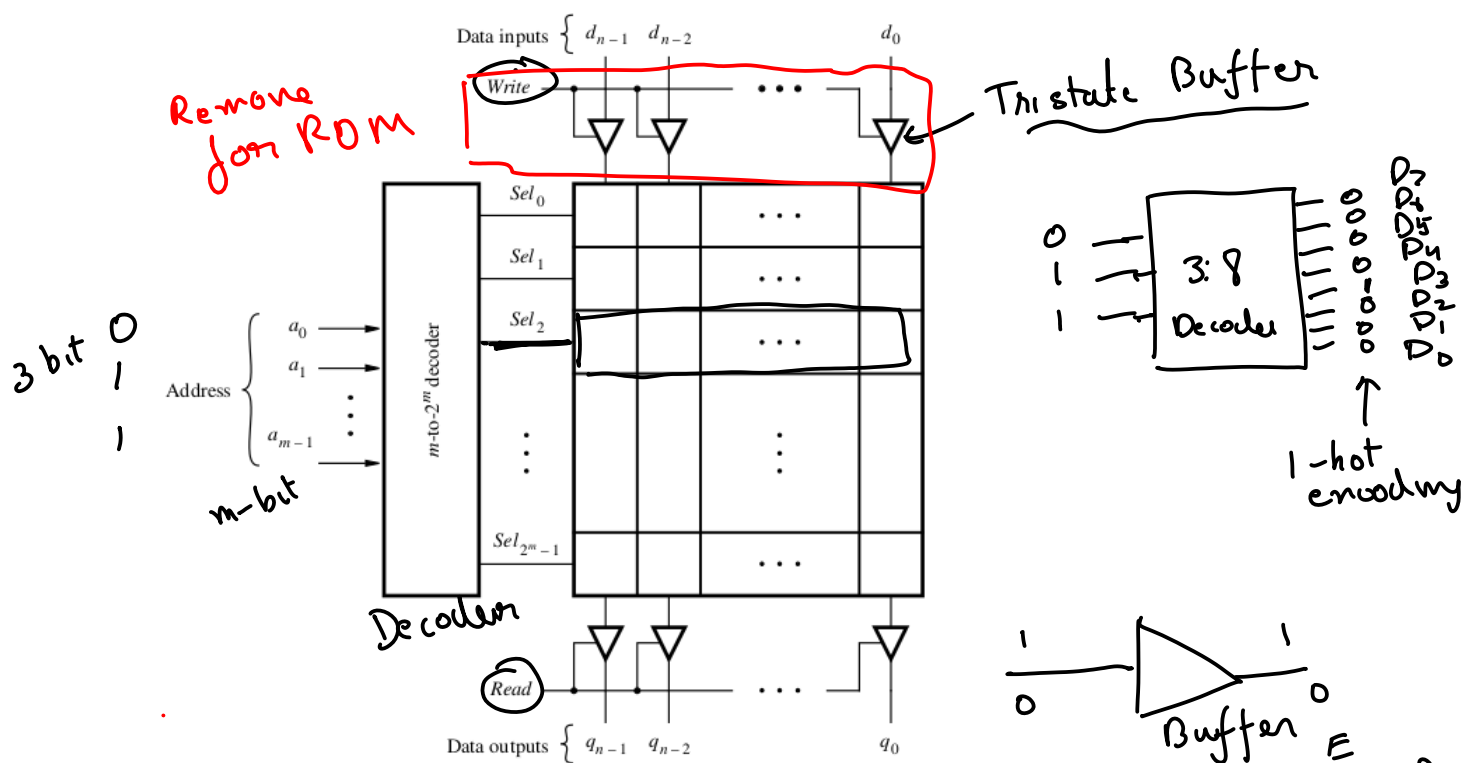 Data inputs { d_{n-1} d_{n-2} d_0
Write
Remove
for ROM
Tristate Buffer
Sel_0
Sel_1
Sel_2
Sel_{2^m-1}
3 bit 0
1
1
Address
a_0
a_1
a_{m-1}
m-bit
m-to-2^m decoder
Decoder
Read
Data outputs { q_{n-1} q_{n-2} q_0
0
1
1
3:8
Decoder
0 D7
0 D6
0 D5
0 D4
1 D3
0 D2
0 D1
0 D0
1-hot
encoding
1 1
0 0
Buffer
E